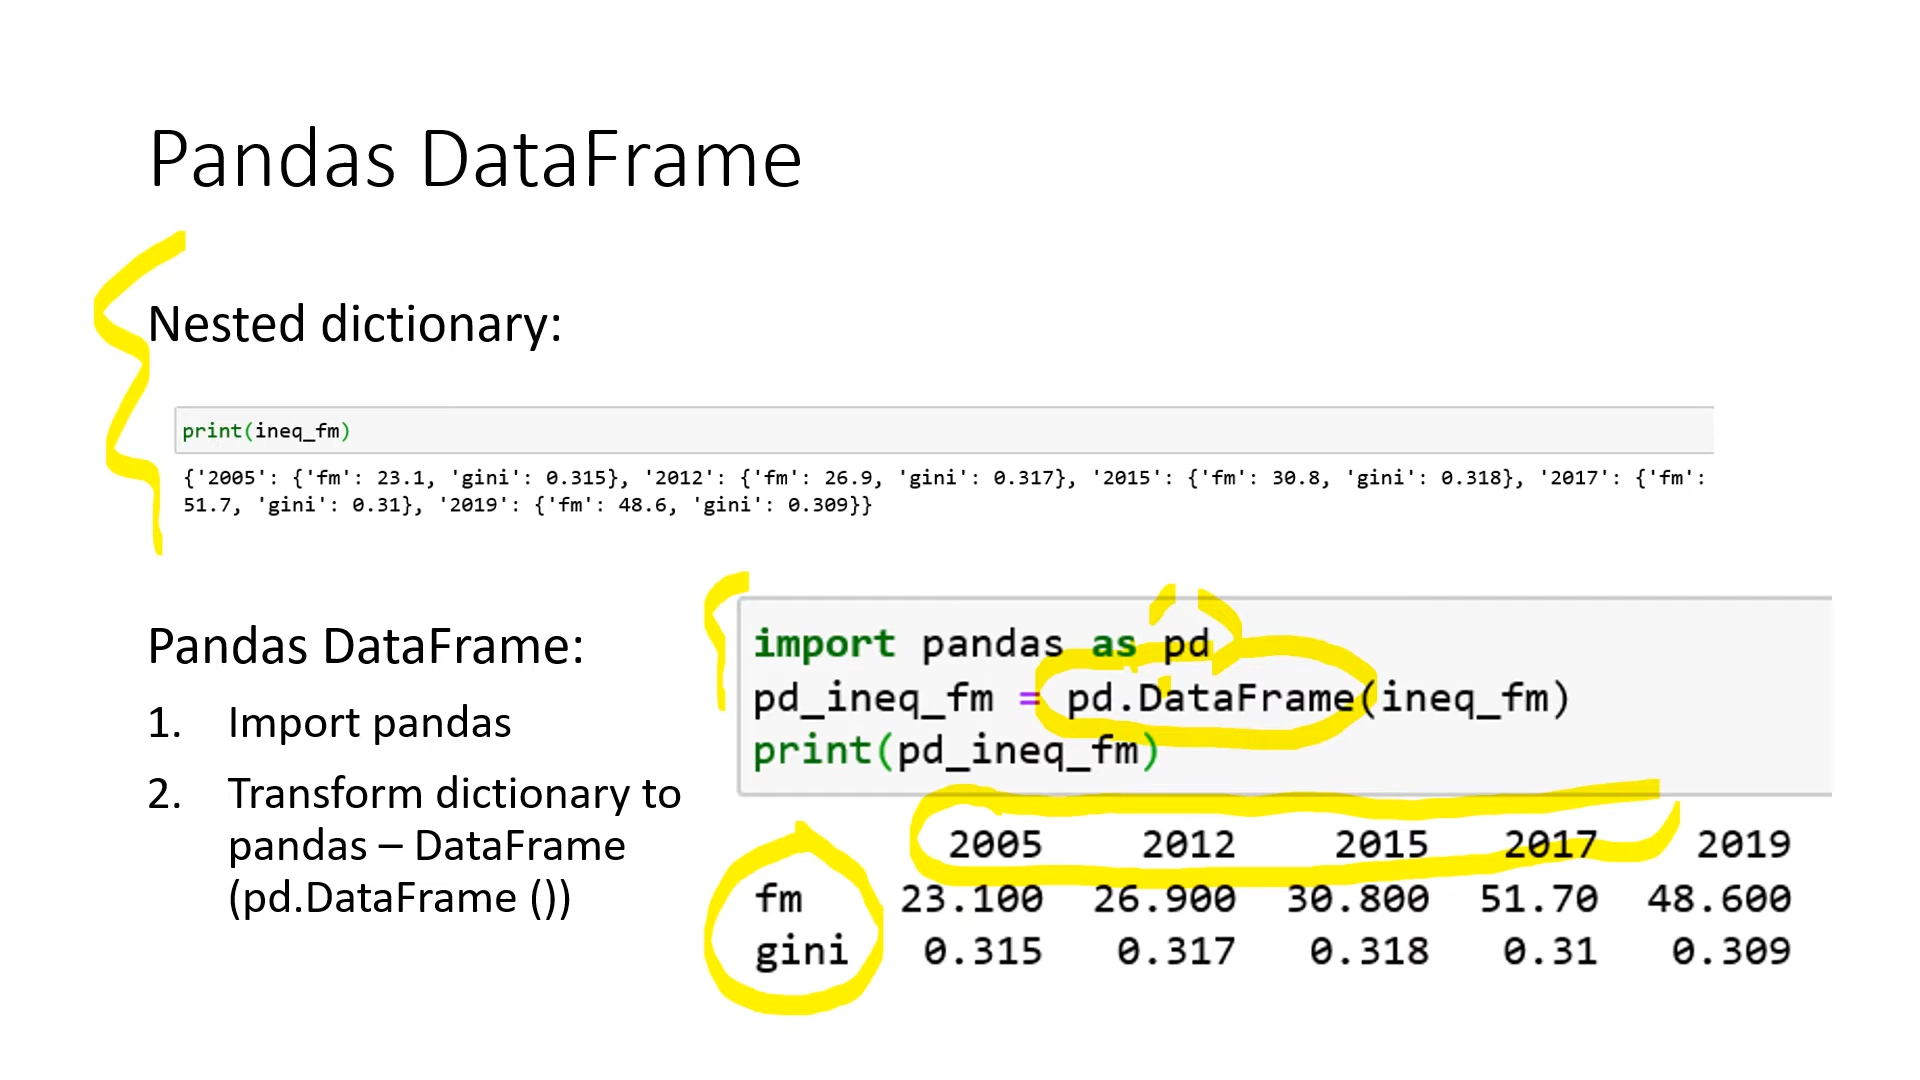 Pandas DataFrame
Nested dictionary:
print(ineq_fm)
{'2005': {'fm': 23.1, 'gini': 0.315}, '2012': {'fm': 26.9, 'gini': 0.317}, '2015': {'fm': 30.8, 'gini': 0.318}, '2017': {'fm':
51.7, 'gini': 0.31}, '2019': {'fm': 48.6, 'gini': 0.309}}
Pandas DataFrame:
1. Import pandas
2. Transform dictionary to
pandas – DataFrame
(pd.DataFrame ())
import pandas as pd
pd_ineq_fm = pd.DataFrame(ineq_fm)
print(pd_ineq_fm)
2005 2012 2015 2017 2019
fm 23.100 26.900 30.800 51.70 48.600
gini 0.315 0.317 0.318 0.31 0.309